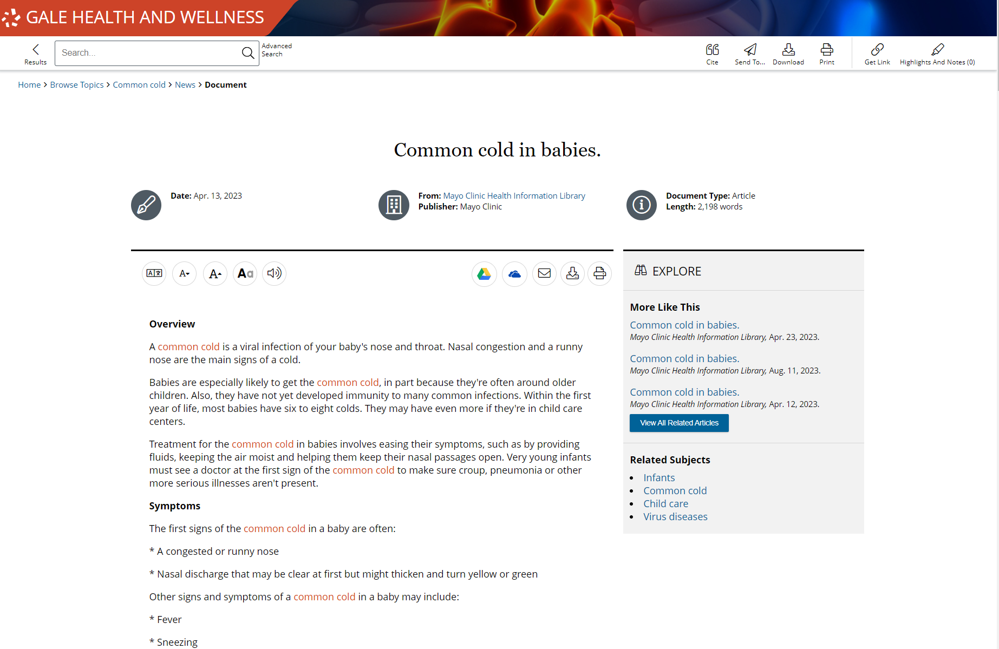 GALE HEALTH AND WELLNESS
Results
Search...
Advanced
Search
Cite
Send To...
Download
Print
Get Link
Highlights And Notes (0)
Home > Browse Topics > Common cold > News > Document
Common cold in babies.
Date: Apr. 13, 2023
From: Mayo Clinic Health Information Library
Publisher: Mayo Clinic
Document Type: Article
Length: 2,198 words
A
A
Aa
Overview
A common cold is a viral infection of your baby's nose and throat. Nasal congestion and a runny
nose are the main signs of a cold.
Babies are especially likely to get the common cold, in part because they're often around older
children. Also, they have not yet developed immunity to many common infections. Within the first
year of life, most babies have six to eight colds. They may have even more if they're in child care
centers.
Treatment for the common cold in babies involves easing their symptoms, such as by providing
fluids, keeping the air moist and helping them keep their nasal passages open. Very young infants
must see a doctor at the first sign of the common cold to make sure croup, pneumonia or other
more serious illnesses aren't present.
Symptoms
The first signs of the common cold in a baby are often:
* A congested or runny nose
* Nasal discharge that may be clear at first but might thicken and turn yellow or green
Other signs and symptoms of a common cold in a baby may include:
* Fever
* Sneezing
EXPLORE
More Like This
Common cold in babies.
Mayo Clinic Health Information Library, Apr. 23, 2023.
Common cold in babies.
Mayo Clinic Health Information Library, Aug. 11, 2023.
Common cold in babies.
Mayo Clinic Health Information Library, Apr. 12, 2023.
View All Related Articles
Related Subjects
• Infants
• Common cold
• Child care
• Virus diseases